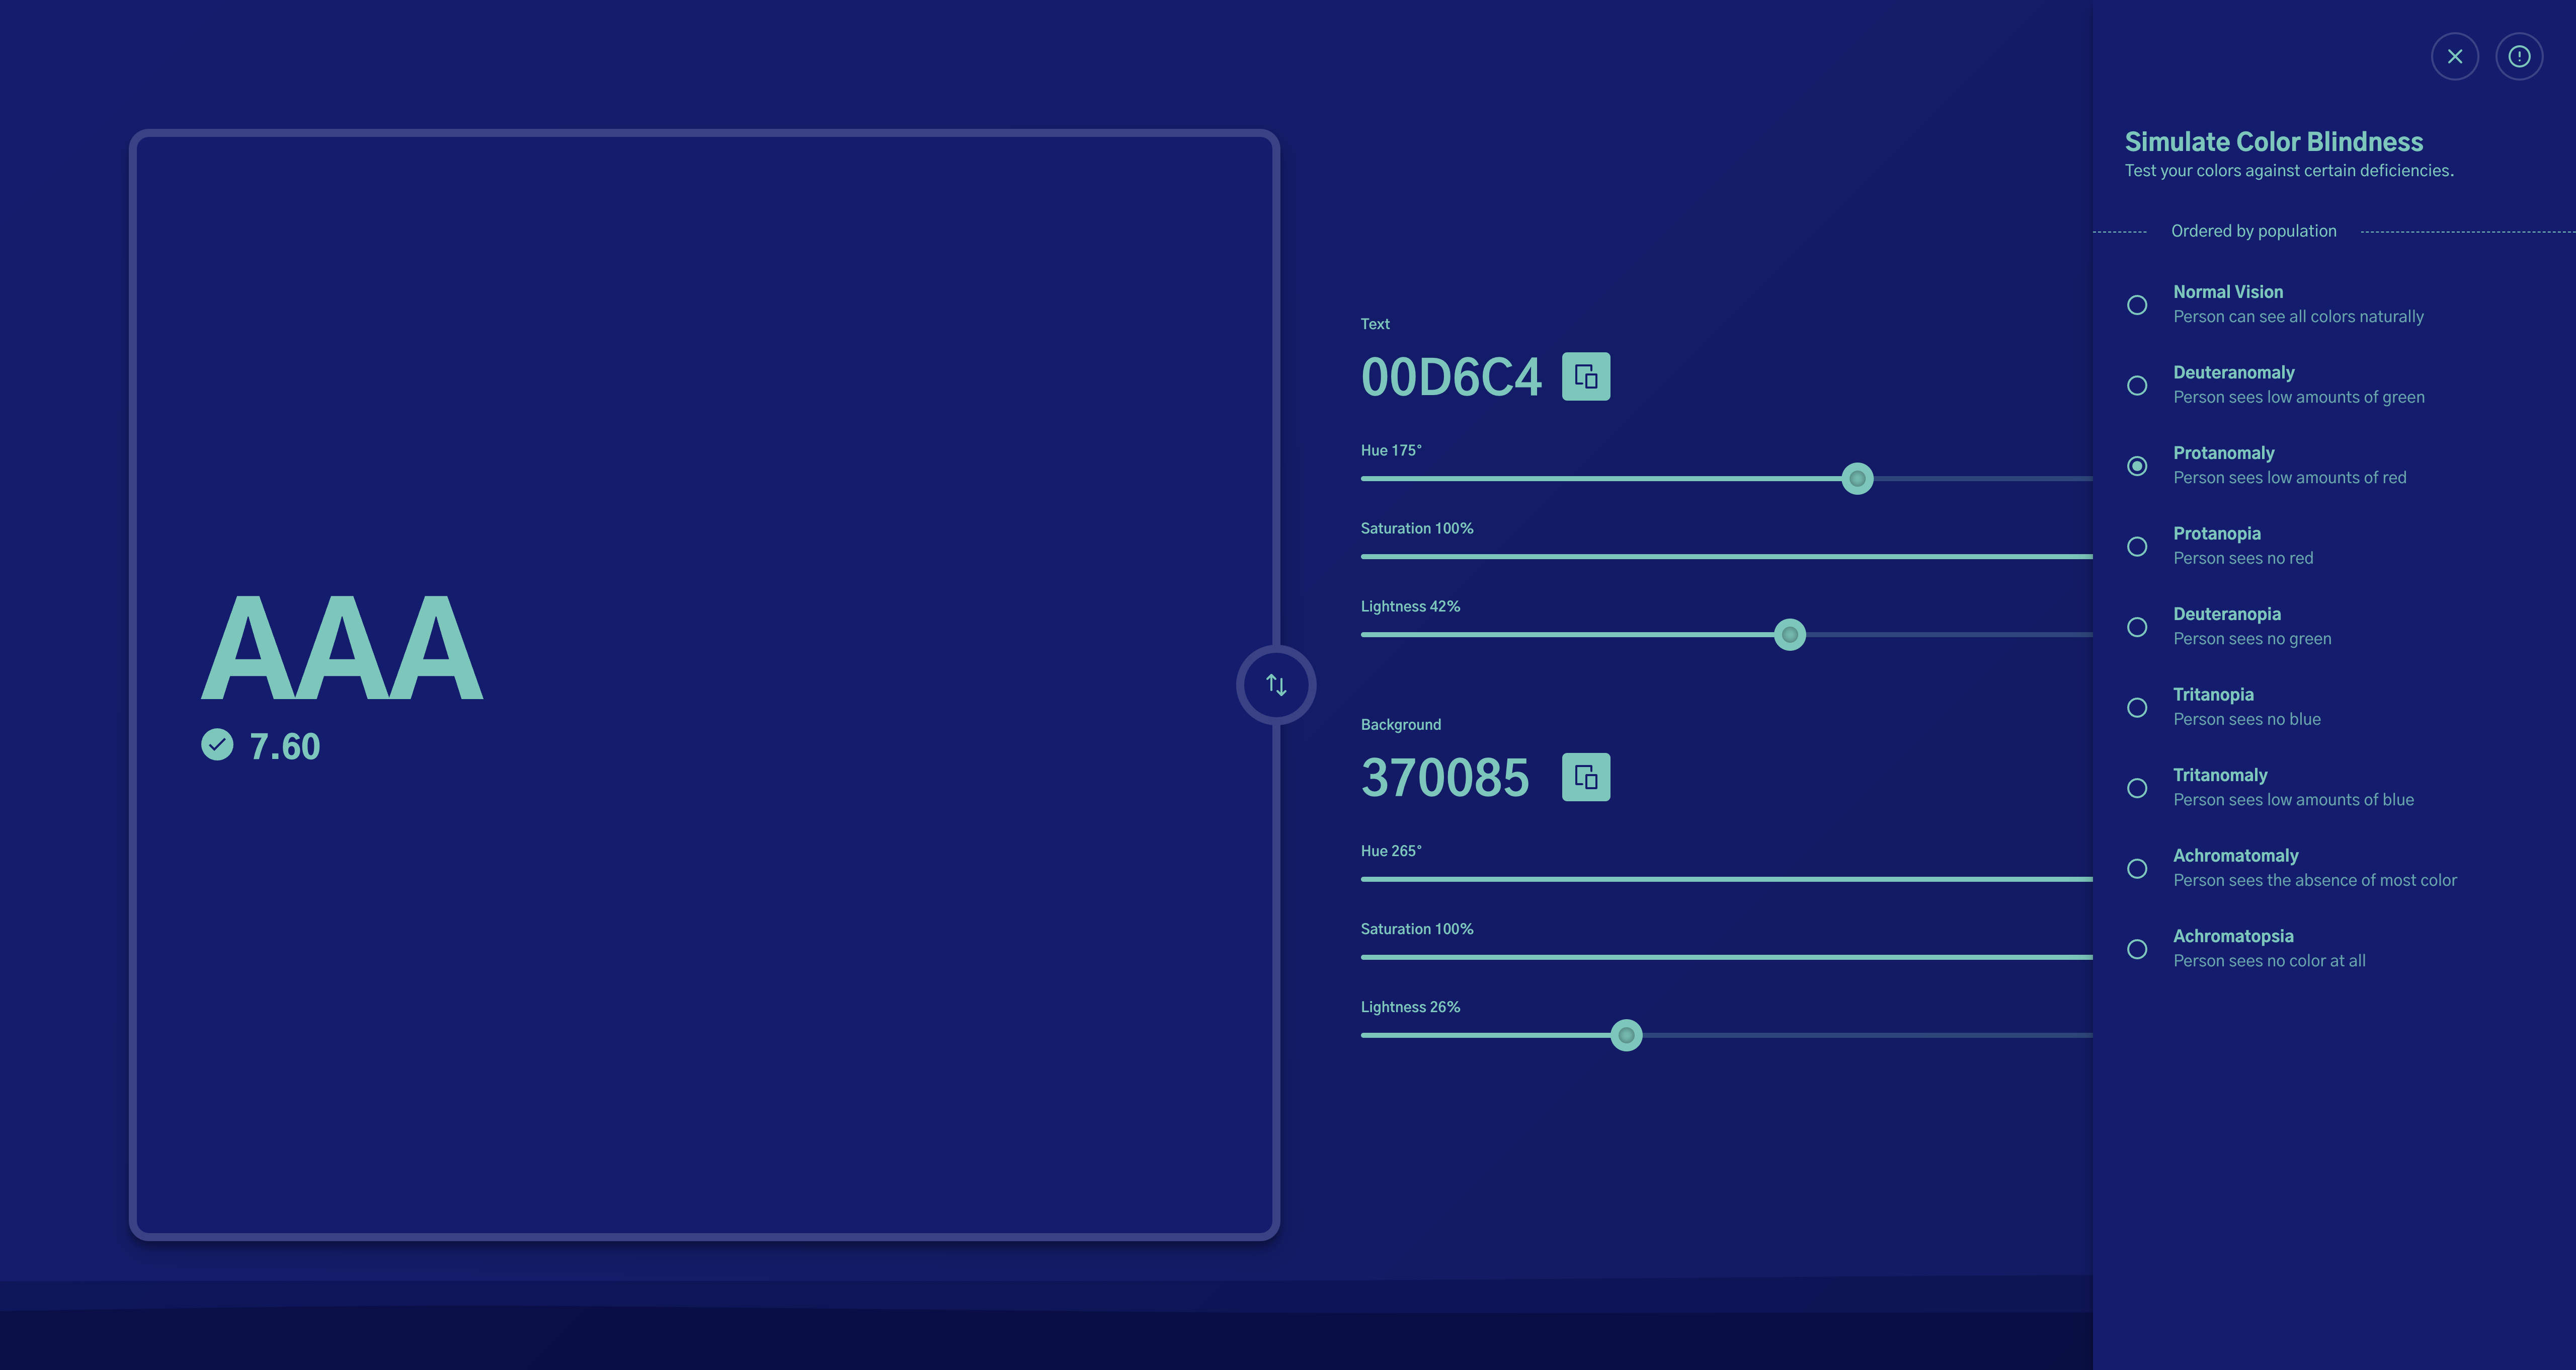 AAA
7.60
Text
00D6C4
Hue 175°
Saturation 100%
Lightness 42%
Background
370085
Hue 265°
Saturation 100%
Lightness 26%
Simulate Color Blindness
Test your colors against certain deficiencies.
Ordered by population
Normal Vision
Person can see all colors naturally
Deuteranomaly
Person sees low amounts of green
Protanomaly
Person sees low amounts of red
Protanopia
Person sees no red
Deuteranopia
Person sees no green
Tritanopia
Person sees no blue
Tritanomaly
Person sees low amounts of blue
Achromatomaly
Person sees the absence of most color
Achromatopsia
Person sees no color at all